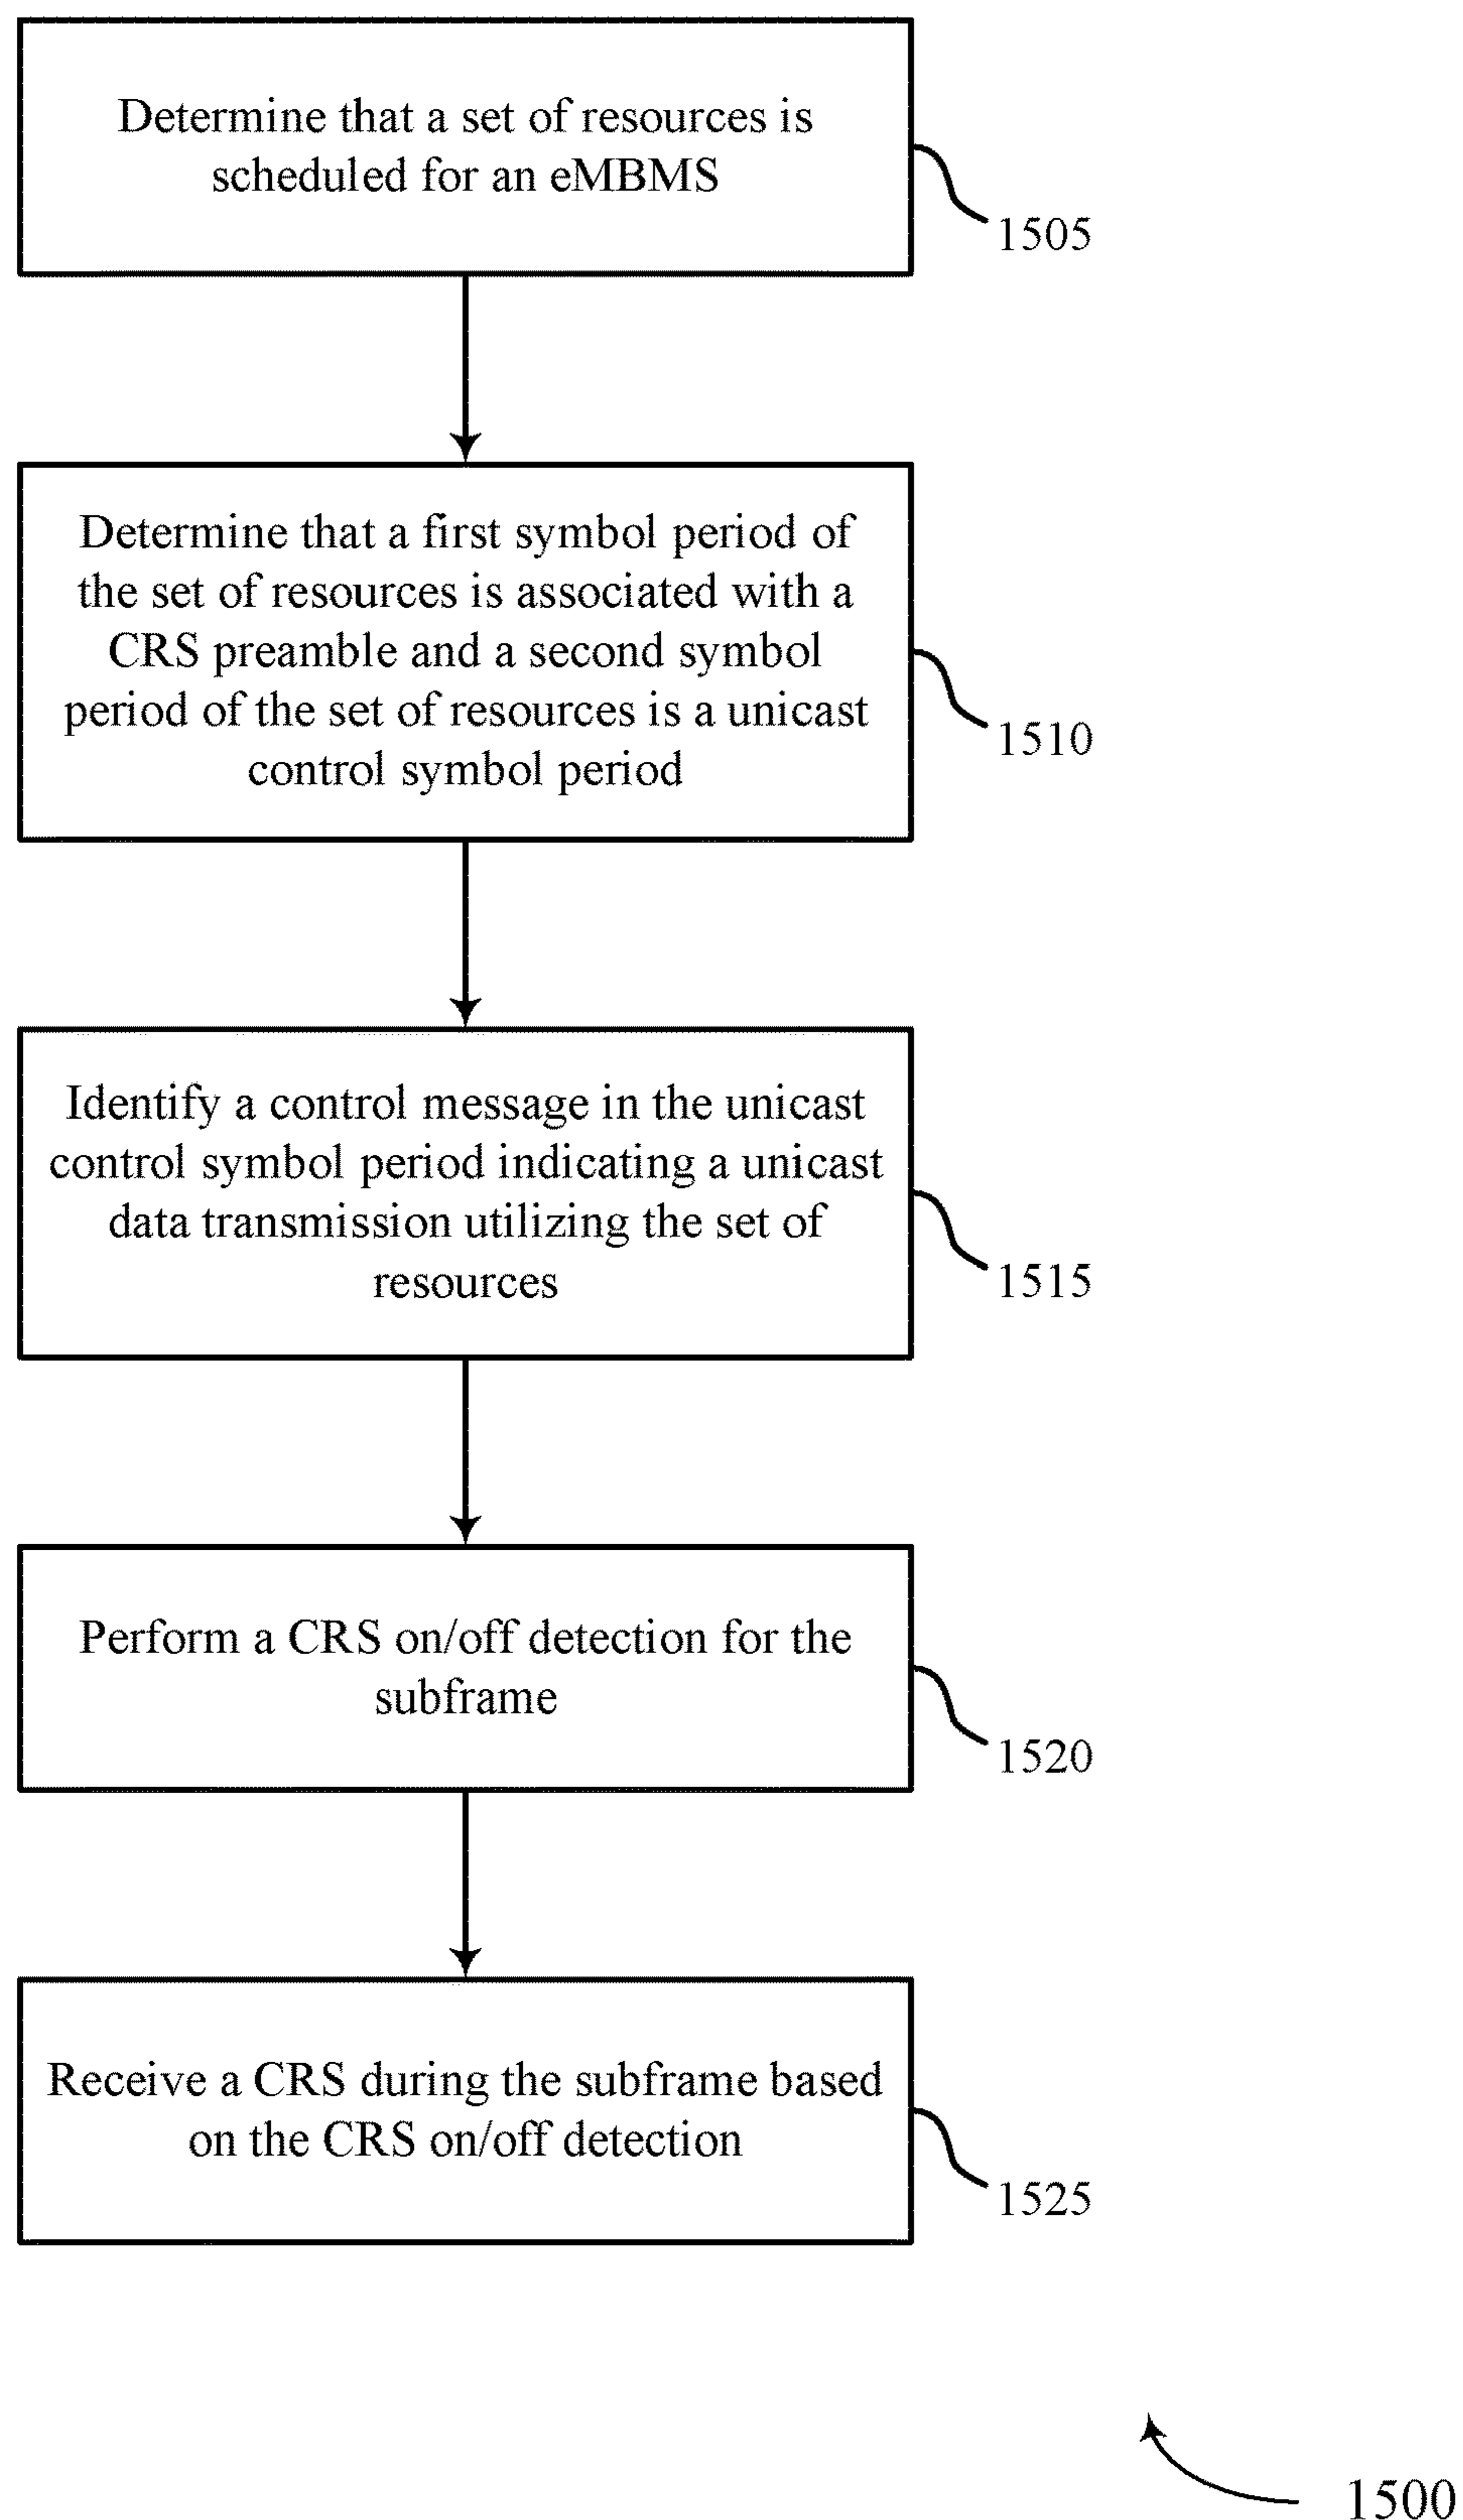 Determine that a set of resources is
scheduled for an eMBMS
1505
Determine that a first symbol period of
the set of resources is associated with a
CRS preamble and a second symbol
period of the set of resources is a unicast
control symbol period
1510
Identify a control message in the unicast
control symbol period indicating a unicast
data transmission utilizing the set of
resources
1515
Perform a CRS on/off detection for the
subframe
1520
Receive a CRS during the subframe based
on the CRS on/off detection
1525
1500